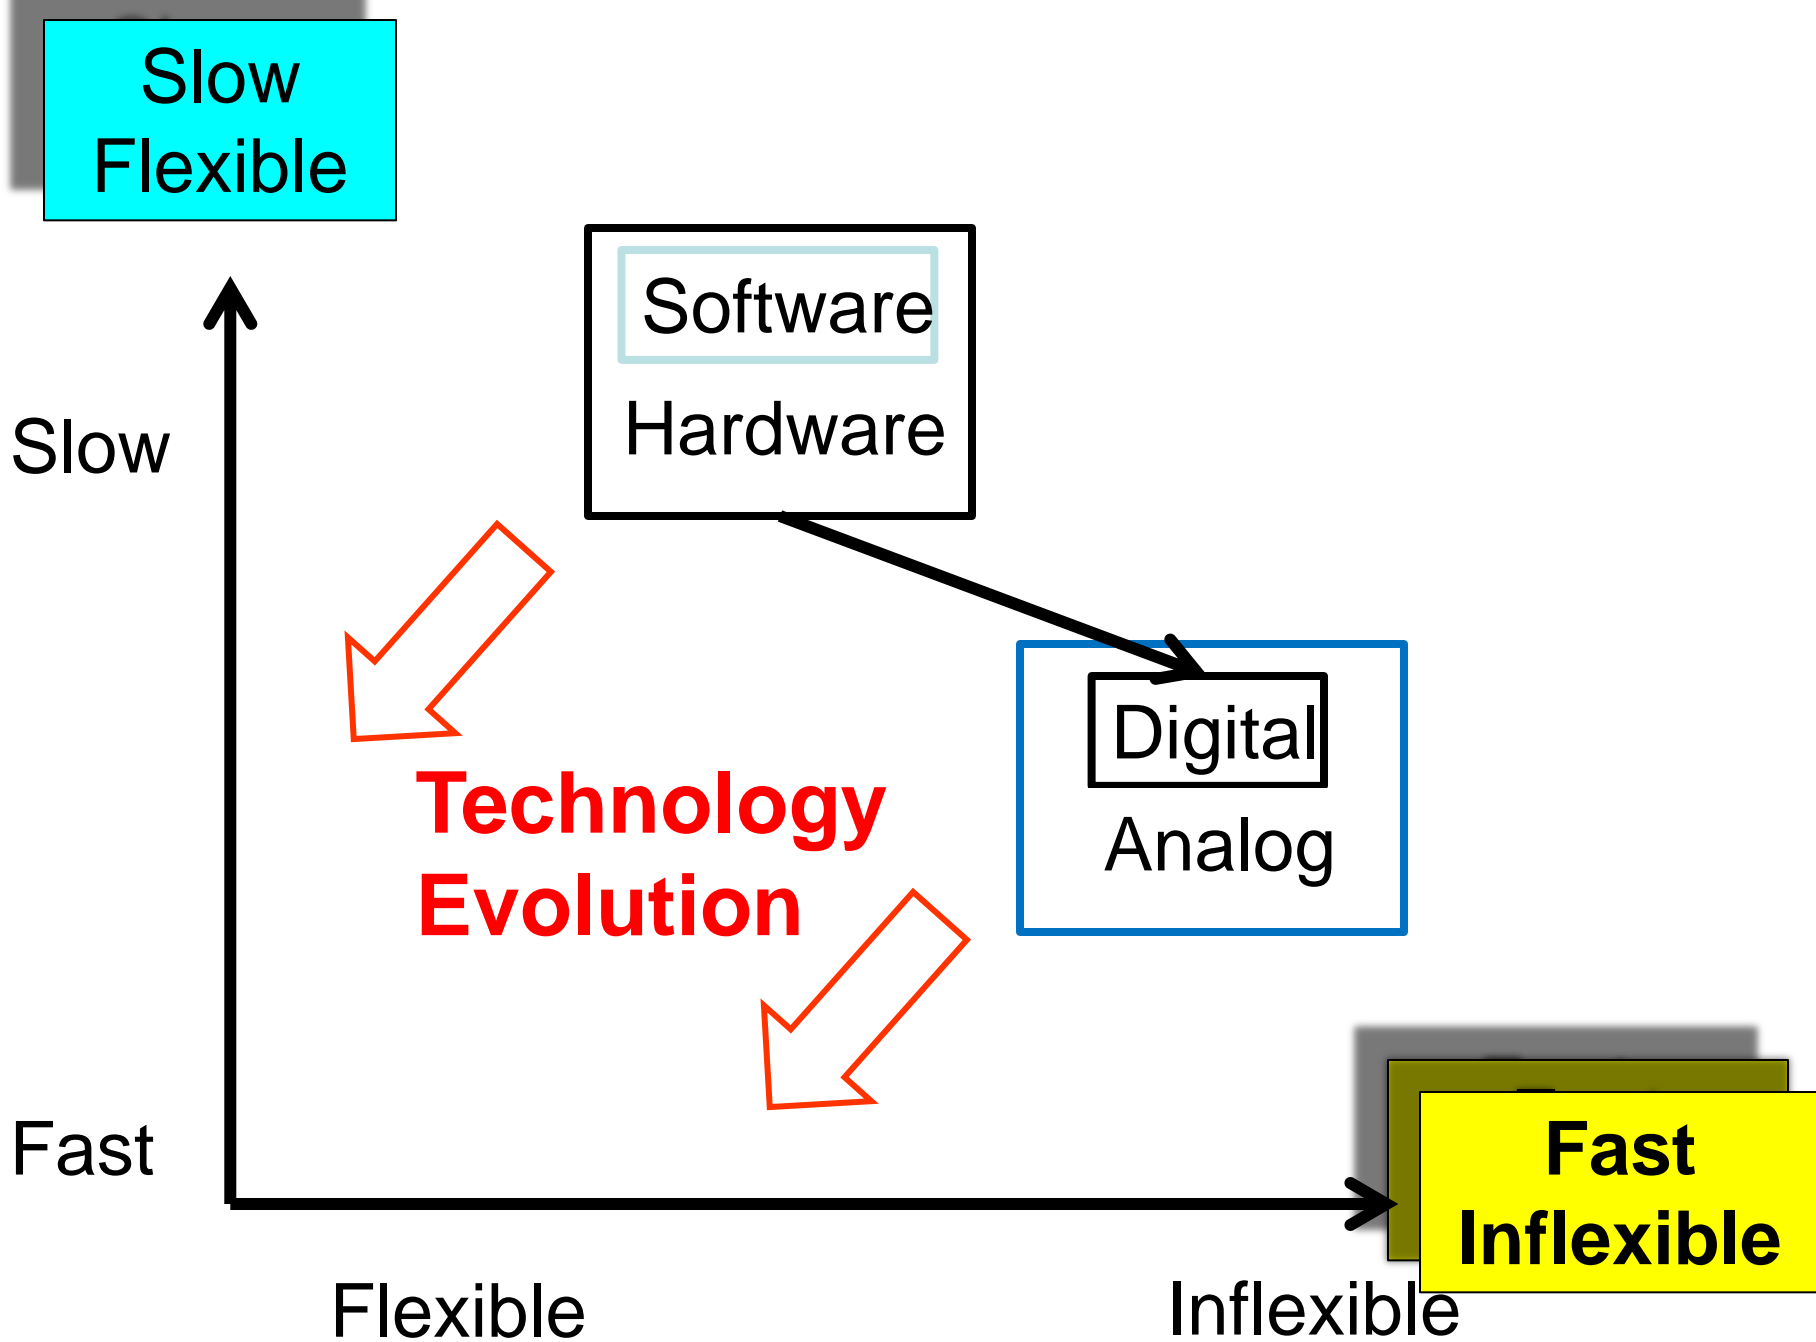 Slow
Flexible
Software
Hardware
Slow
Digital
Analog
Technology
Evolution
Fast
Fast
Inflexible
Flexible
Inflexible